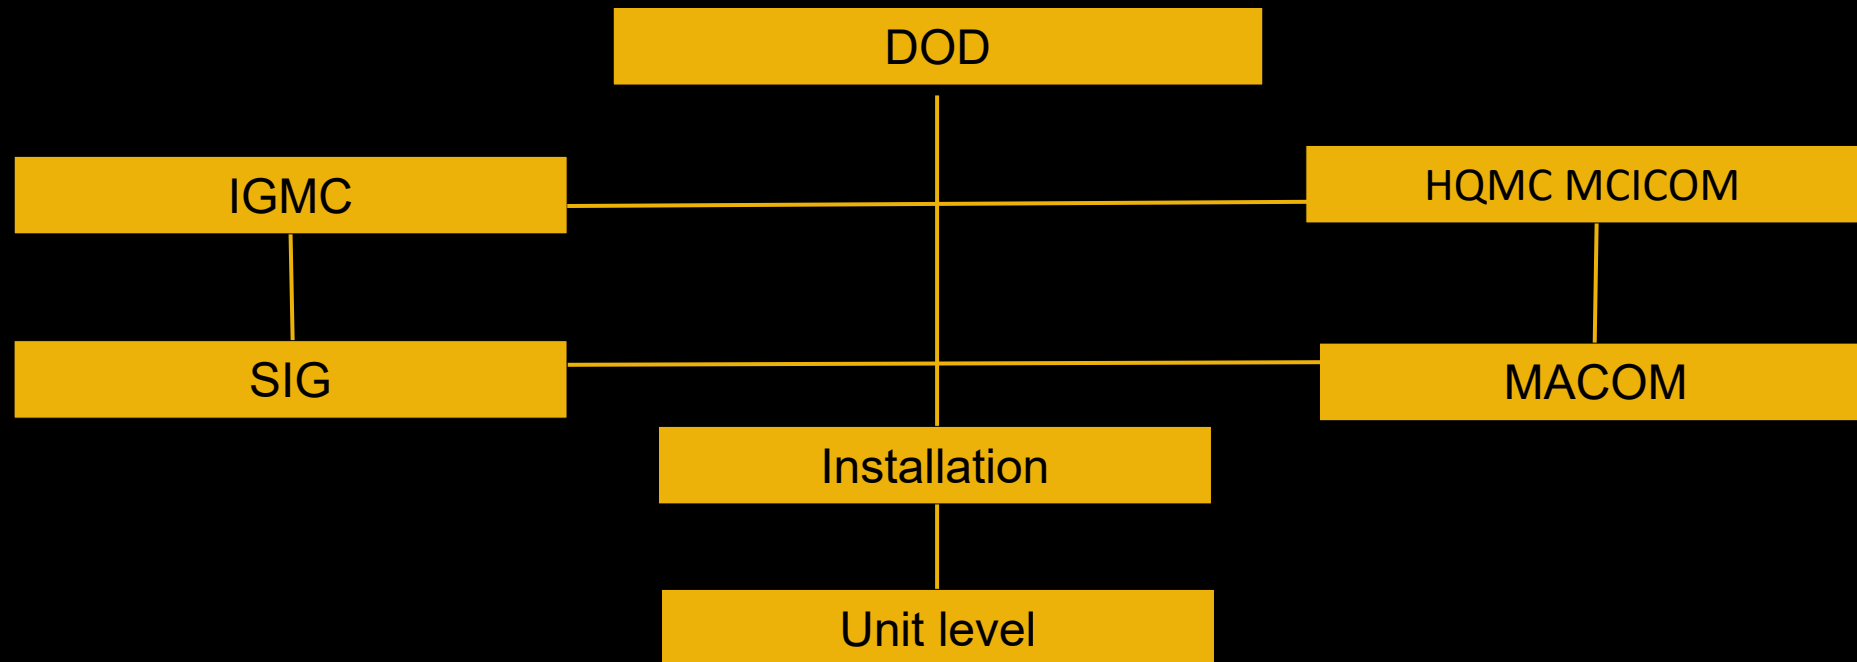 DOD
IGMC
HQMC MCICOM
SIG
MACOM
Installation
Unit level